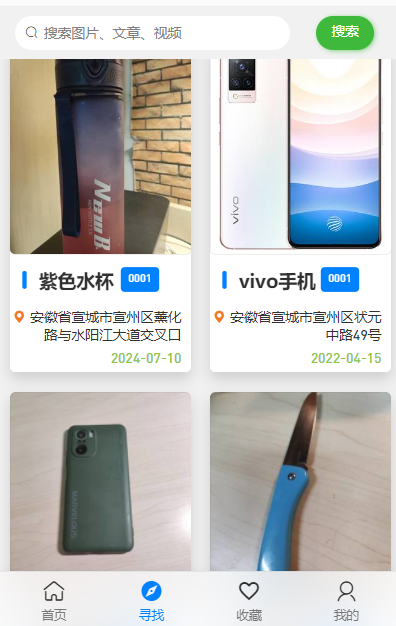 搜索图片、文章、视频
搜索
vivo
紫色水杯 0001
安徽省宣城市宣州区薰化
路与水阳江大道交叉口
2024-07-10
vivo手机 0001
安徽省宣城市宣州区状元
中路49号
2022-04-15
MARVELOUS
首页
寻找
收藏
我的